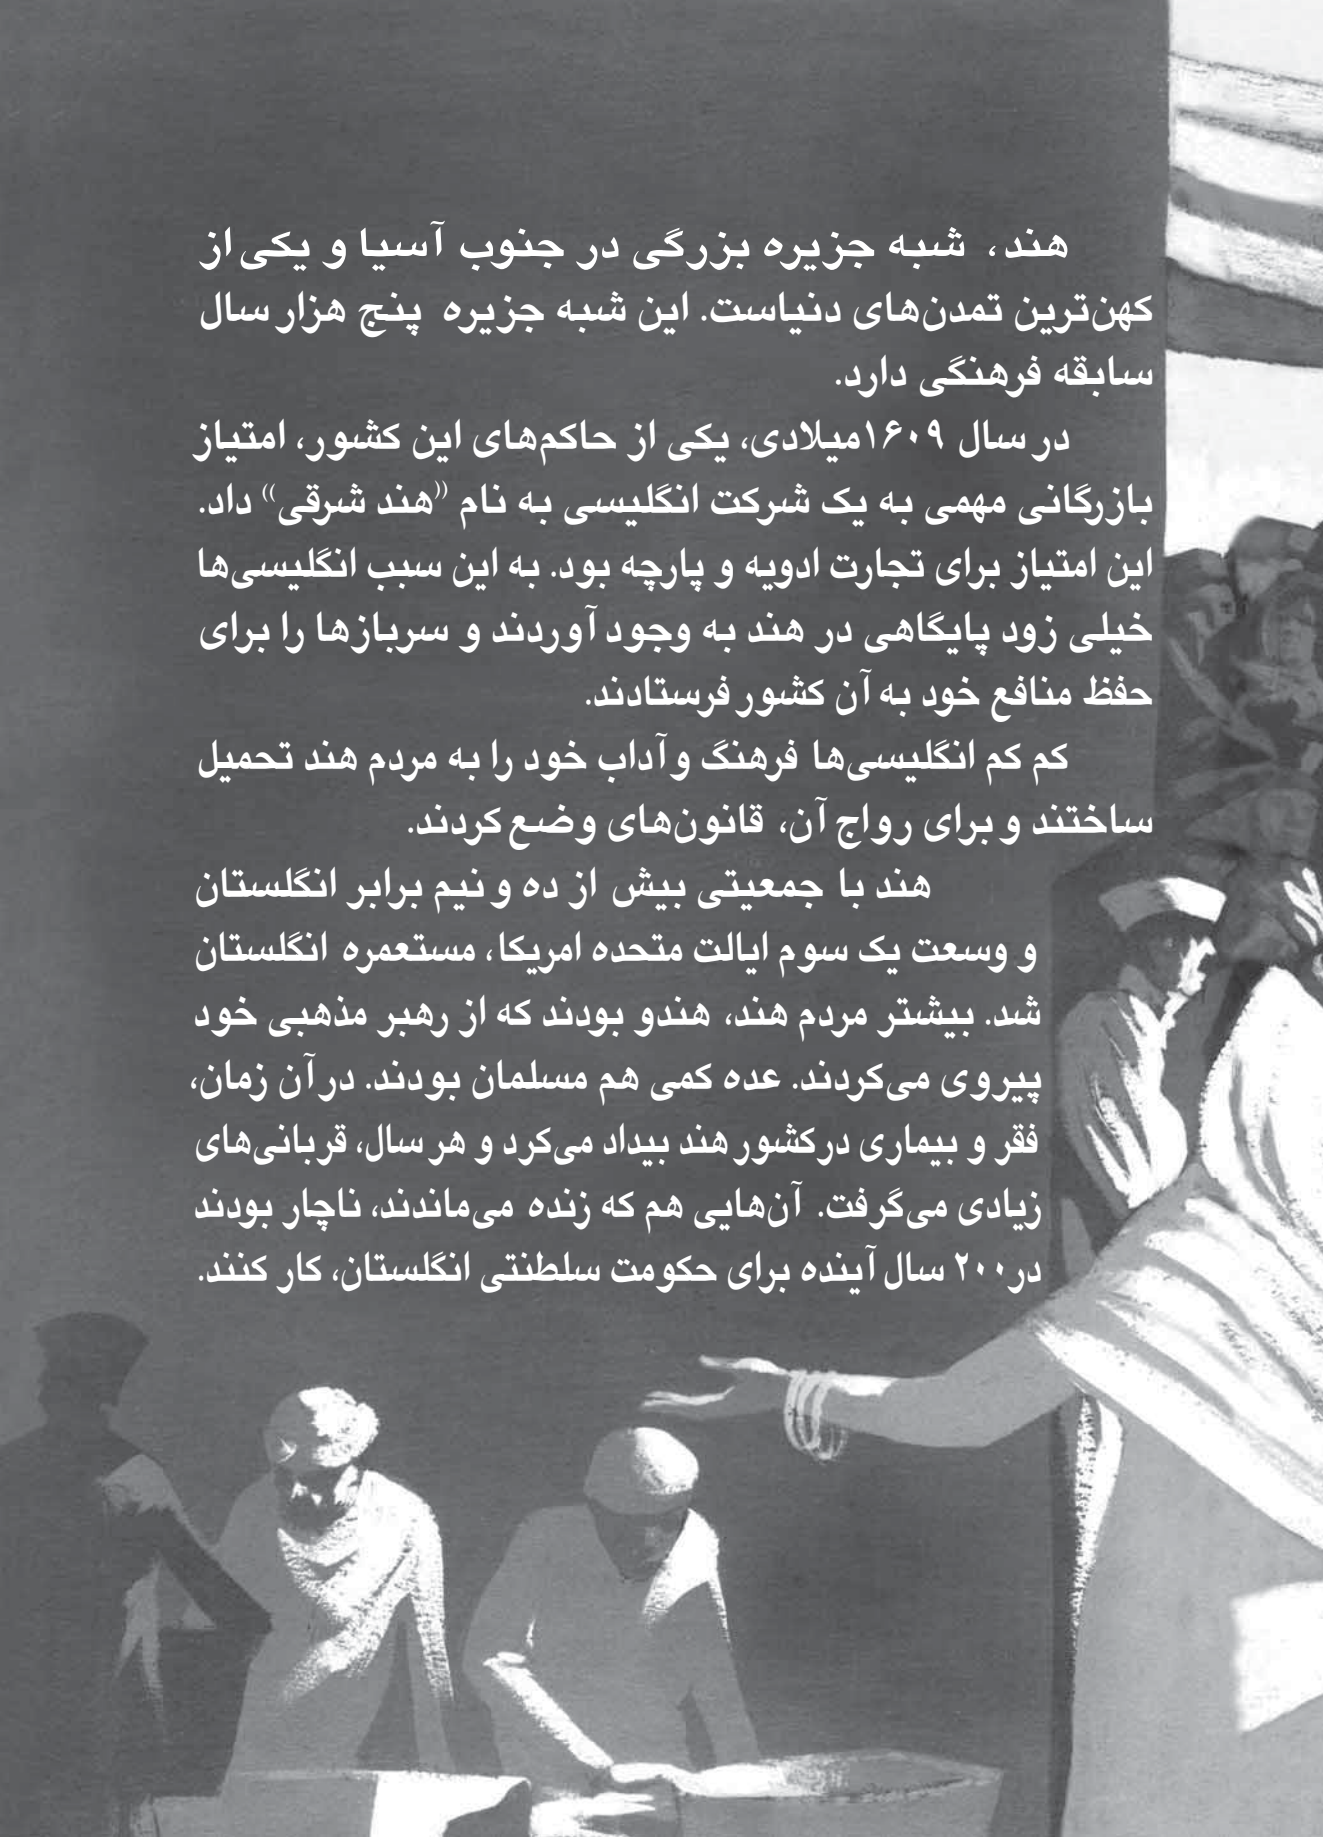 هند، شبه جزیره بزرگی در جنوب آسیا و یکی از
کهن‌ترین تمدن‌های دنیاست. این شبه جزیره پنج هزار سال
سابقه فرهنگی دارد.
در سال ۱۶۰۹میلادی، یکی از حاکم‌های این کشور، امتیاز
بازرگانی مهمی به یک شرکت انگلیسی به نام «هند شرقی» داد.
این امتیاز برای تجارت ادویه و پارچه بود. به این سبب انگلیسی‌ها
خیلی زود پایگاهی در هند به وجود آوردند و سربازها را برای
حفظ منافع خود به آن کشور فرستادند.
کم کم انگلیسی‌ها فرهنگ و آداب خود را به مردم هند تحمیل
ساختند و برای رواج آن، قانون‌های وضع کردند.
هند با جمعیتی بیش از ده و نیم برابر انگلستان
و وسعت یک سوم ایالت متحده امریکا، مستعمره انگلستان
شد. بیشتر مردم هند، هندو بودند که از رهبر مذهبی خود
پیروی می‌کردند. عده کمی هم مسلمان بودند. در آن زمان،
فقر و بیماری در کشور هند بیداد می‌کرد و هر سال، قربانی‌های
زیادی می‌گرفت. آن‌هایی هم که زنده می‌ماندند، ناچار بودند
در ۲۰۰ سال آینده برای حکومت سلطنتی انگلستان، کار کنند.